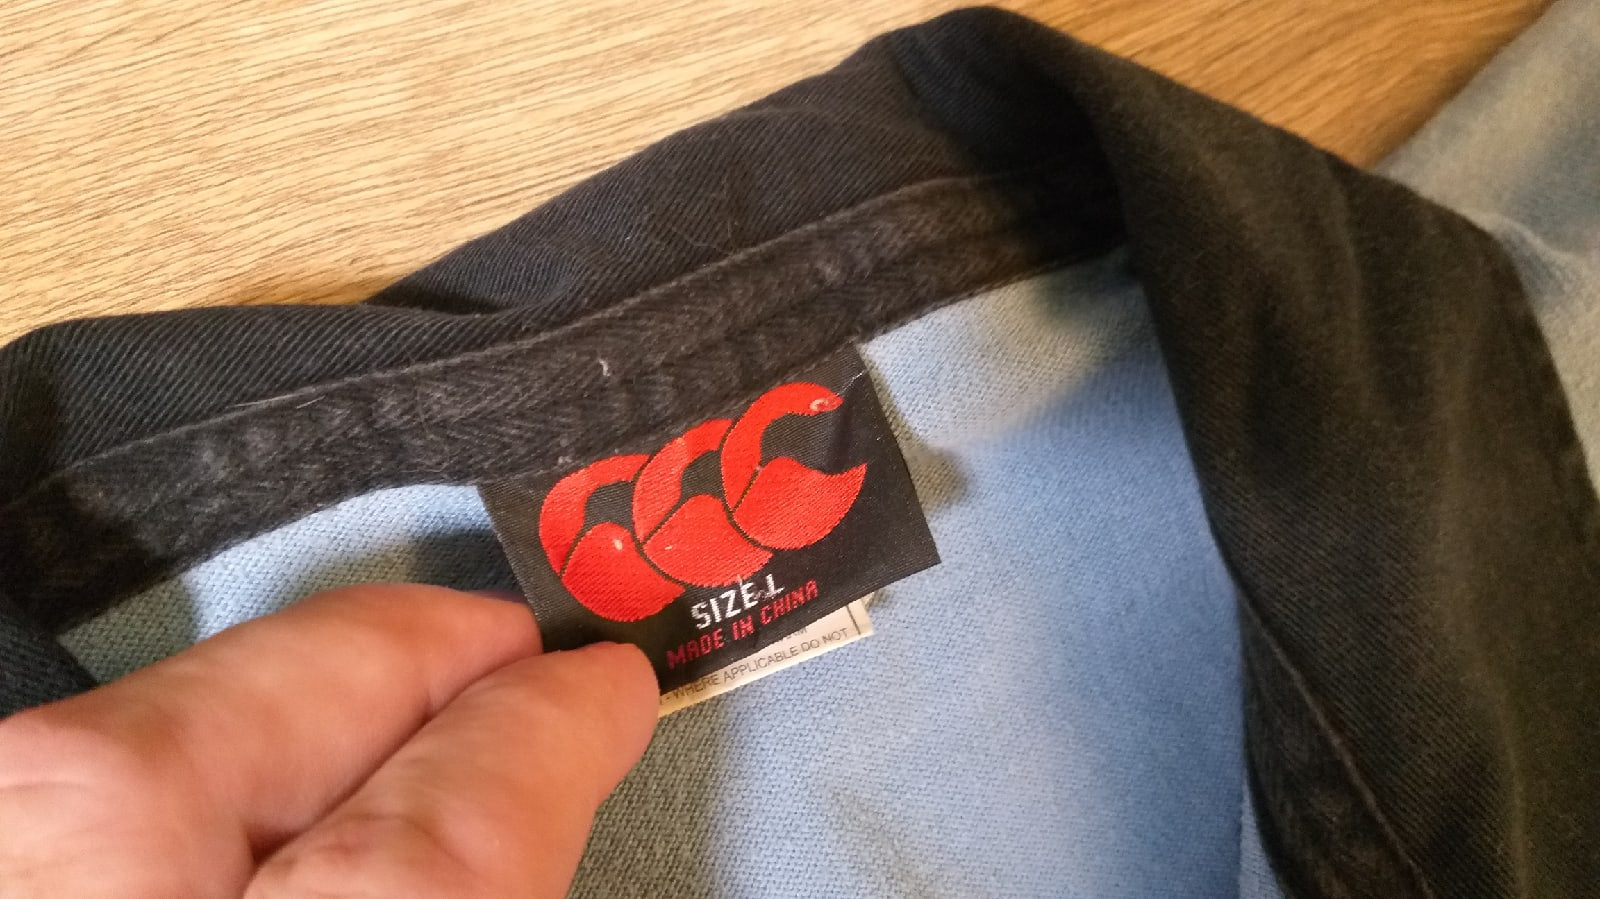 SIZE L
MADE IN CHINA
- WHERE APPLICABLE DO NOT